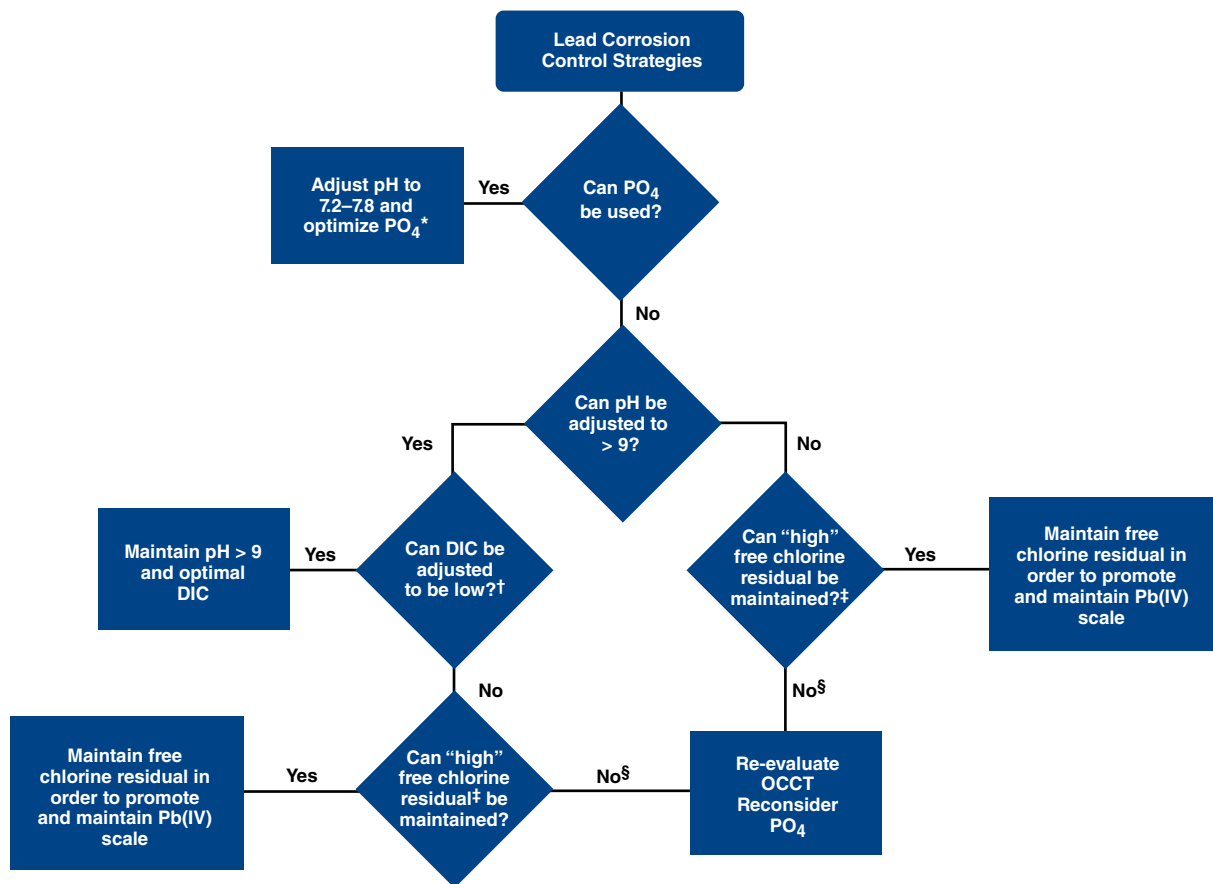 Lead Corrosion
Control Strategies
Can PO4
be used?
Yes
Adjust pH to
7.2–7.8 and
optimize PO4*
No
Can pH be
adjusted to
> 9?
Yes
No
Can DIC be
adjusted
to be low?†
Yes
Maintain pH > 9
and optimal
DIC
Can “high”
free chlorine
residual be
maintained?‡
Yes
Maintain free
chlorine residual in
order to promote
and maintain Pb(IV)
scale
No
No§
Can “high”
free chlorine
residual‡ be
maintained?
Yes
Maintain free
chlorine residual in
order to promote
and maintain Pb(IV)
scale
No§
Re-evaluate
OCCT
Reconsider
PO4